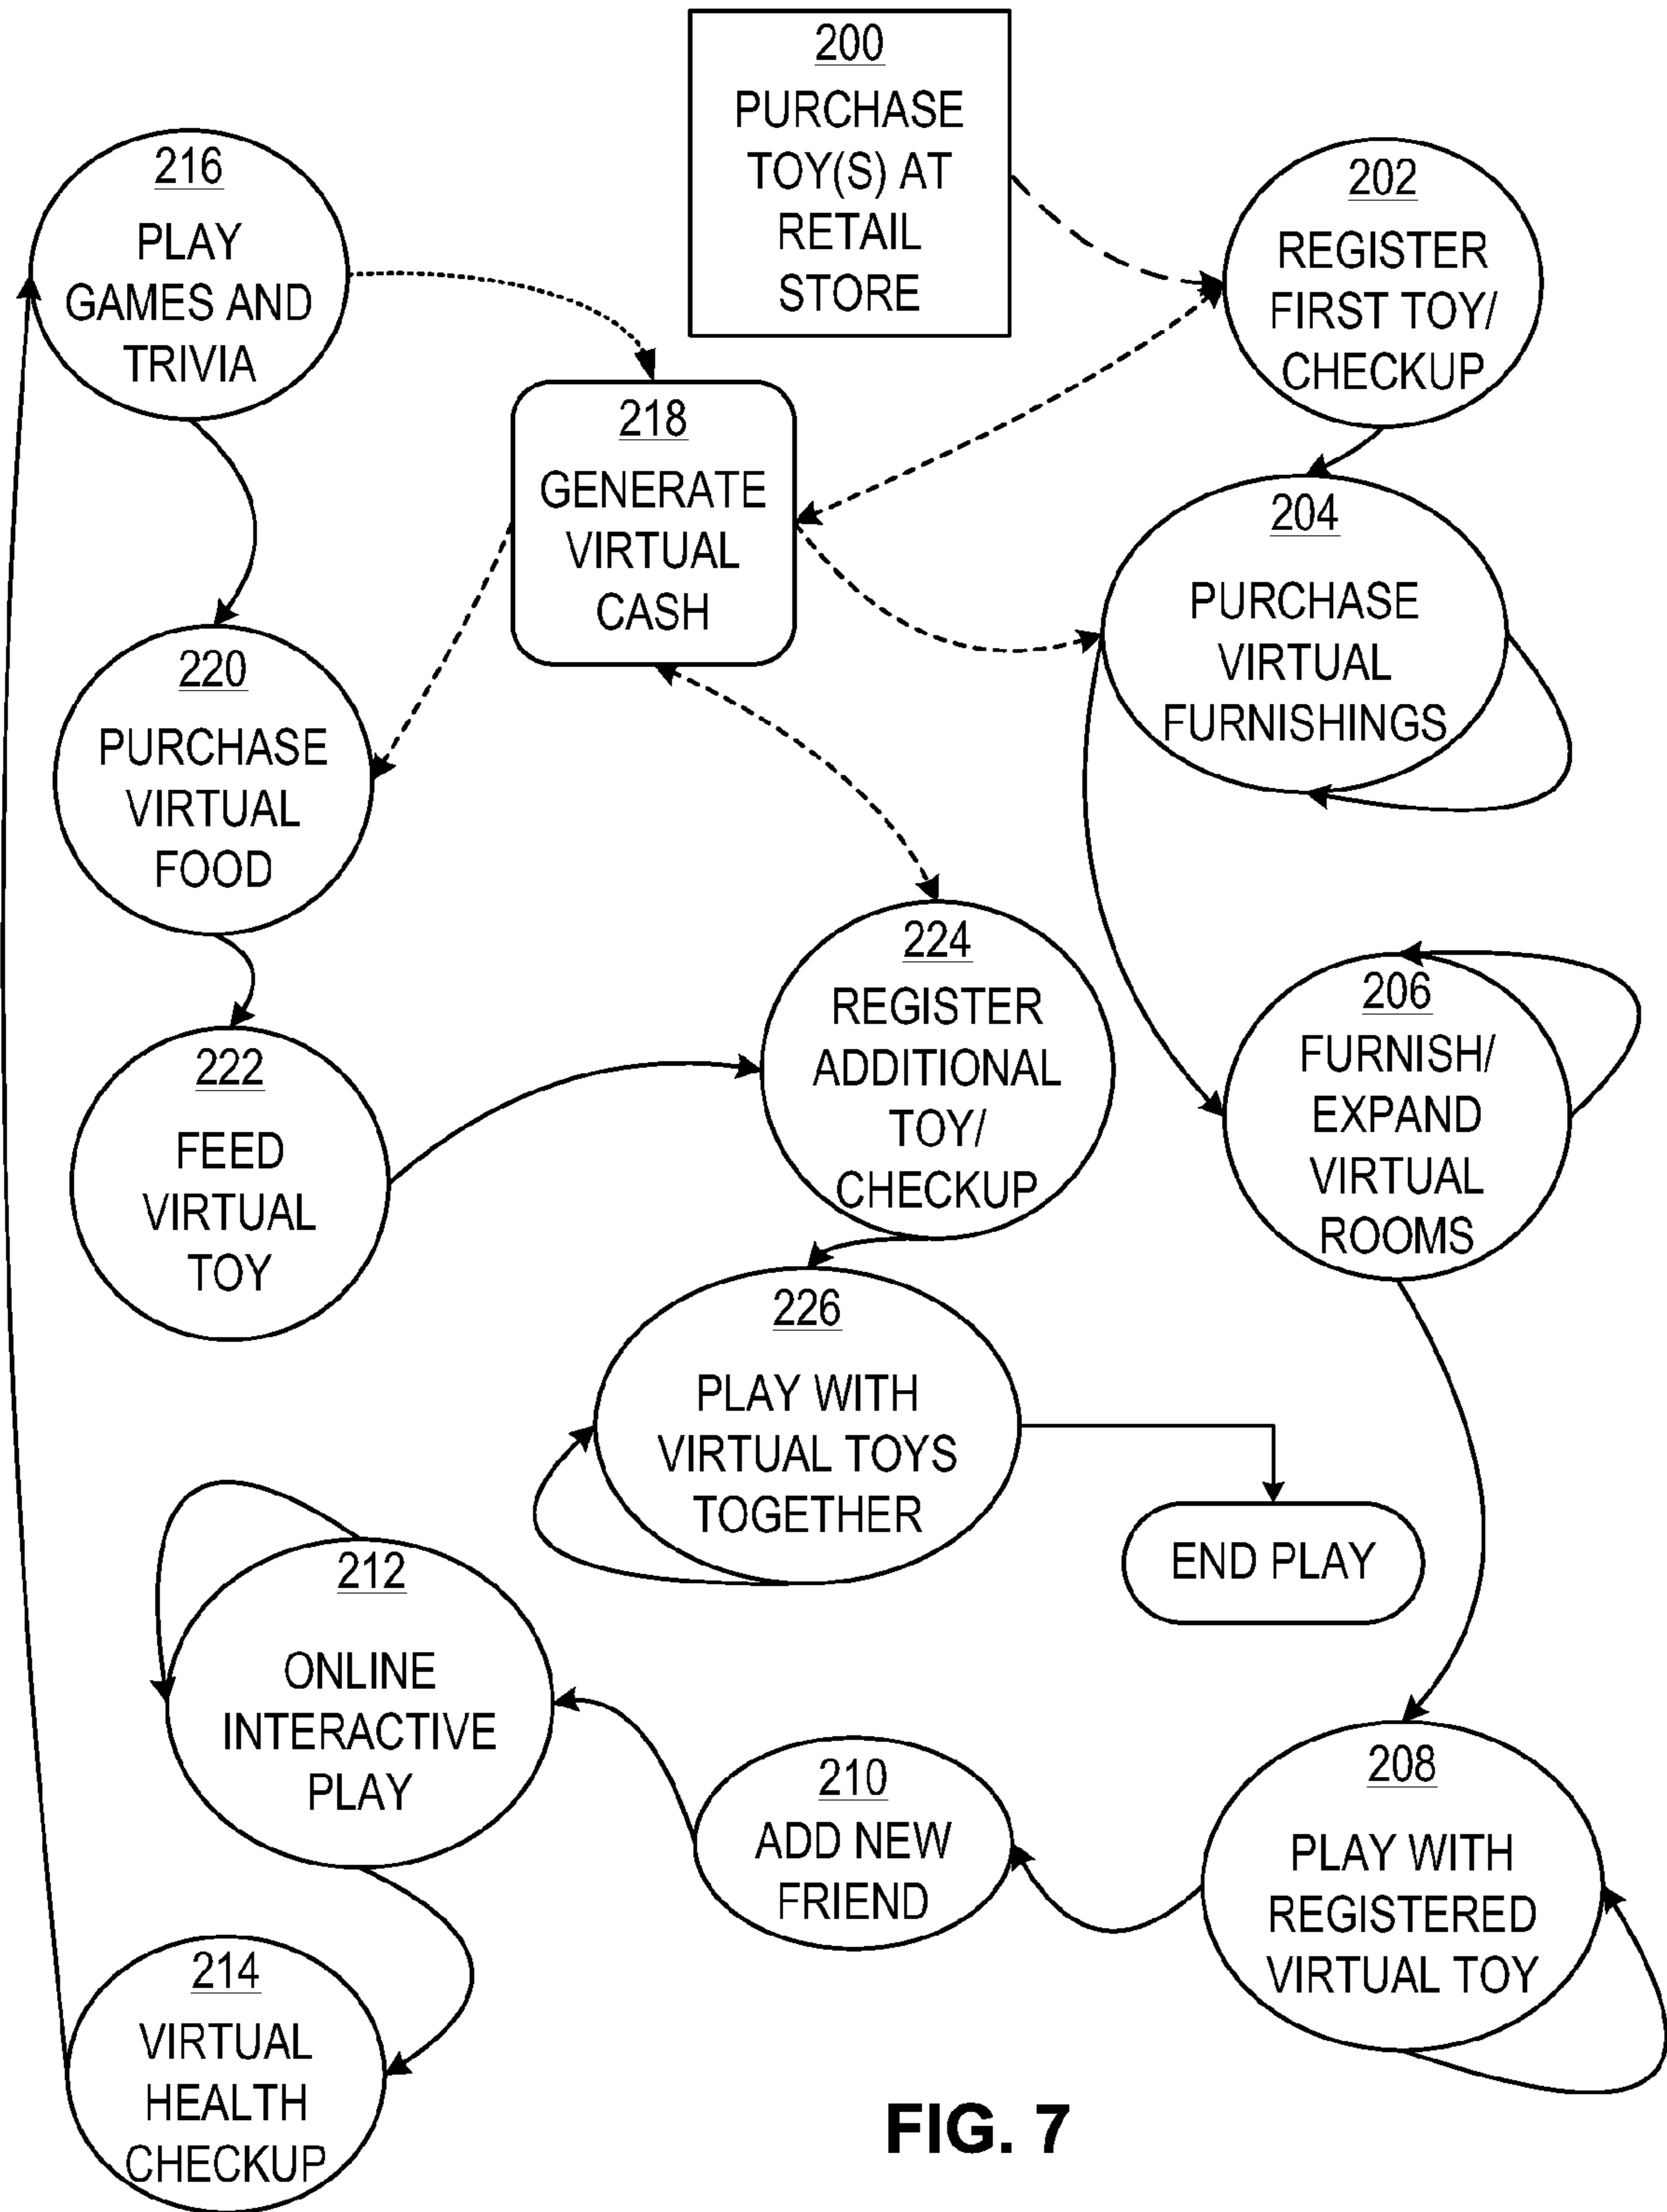 200
PURCHASE
TOY(S) AT
RETAIL
STORE
202
REGISTER
FIRST TOY/
CHECKUP
204
PURCHASE
VIRTUAL
FURNISHINGS
206
FURNISH/
EXPAND
VIRTUAL
ROOMS
208
PLAY WITH
REGISTERED
VIRTUAL TOY
210
ADD NEW
FRIEND
212
ONLINE
INTERACTIVE
PLAY
214
VIRTUAL
HEALTH
CHECKUP
216
PLAY
GAMES AND
TRIVIA
218
GENERATE
VIRTUAL
CASH
220
PURCHASE
VIRTUAL
FOOD
222
FEED
VIRTUAL
TOY
224
REGISTER
ADDITIONAL
TOY/
CHECKUP
226
PLAY WITH
VIRTUAL TOYS
TOGETHER
END PLAY
FIG. 7